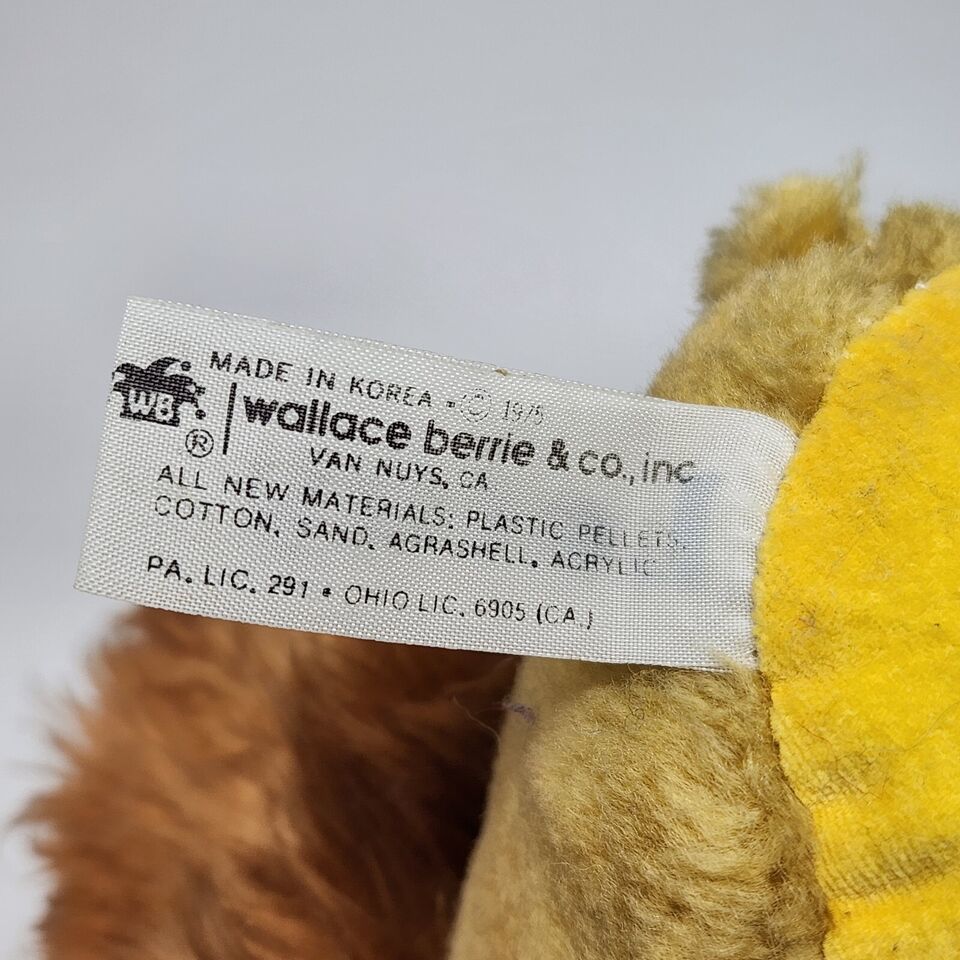 MADE IN KOREA • © 1975
WB ® | wallace berrie & co., inc
VAN NUYS, CA
ALL NEW MATERIALS: PLASTIC PELLETS,
COTTON, SAND, AGRASHELL, ACRYLIC
PA. LIC. 291 • OHIO LIC. 6905 (CA.)